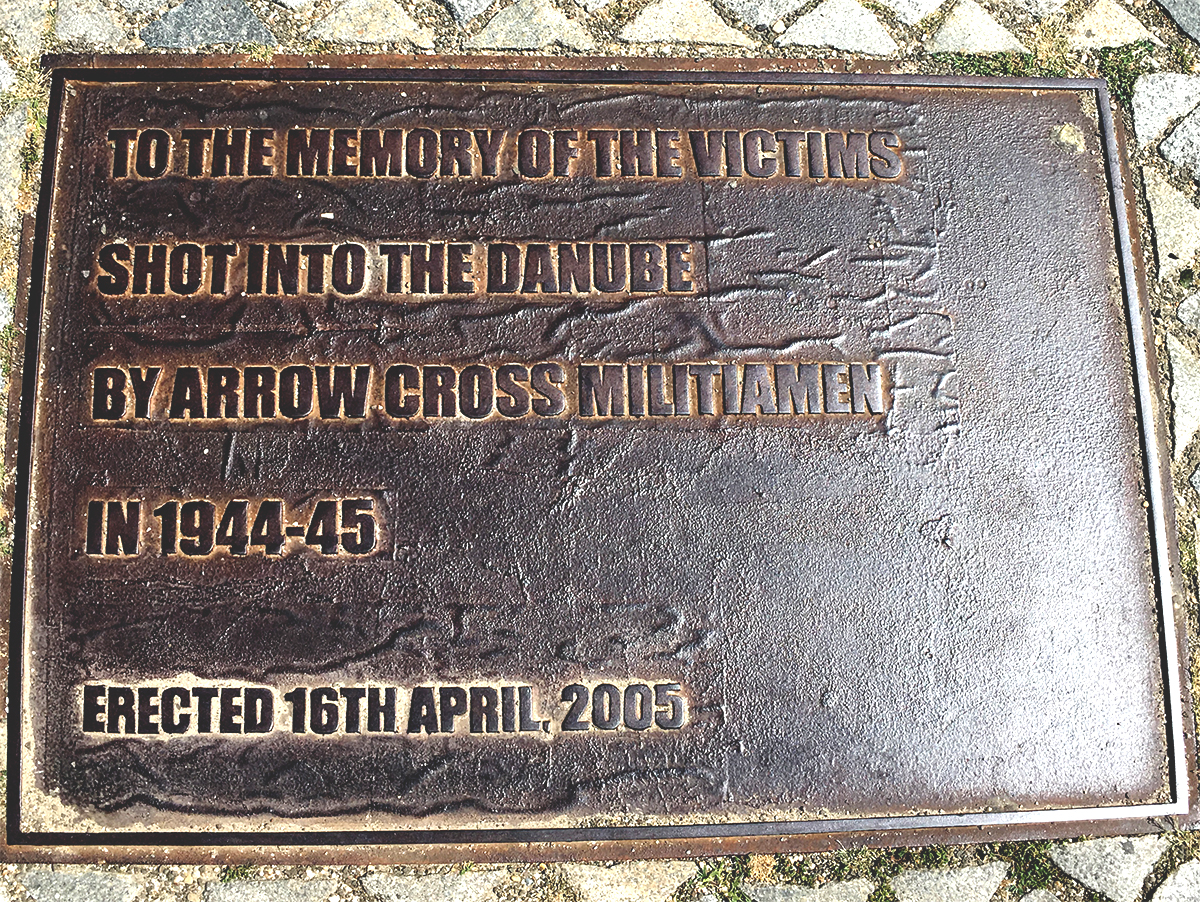 TO THE MEMORY OF THE VICTIMS
SHOT INTO THE DANUBE
BY ARROW CROSS MILITIAMEN
IN 1944-45
ERECTED 16TH APRIL, 2005